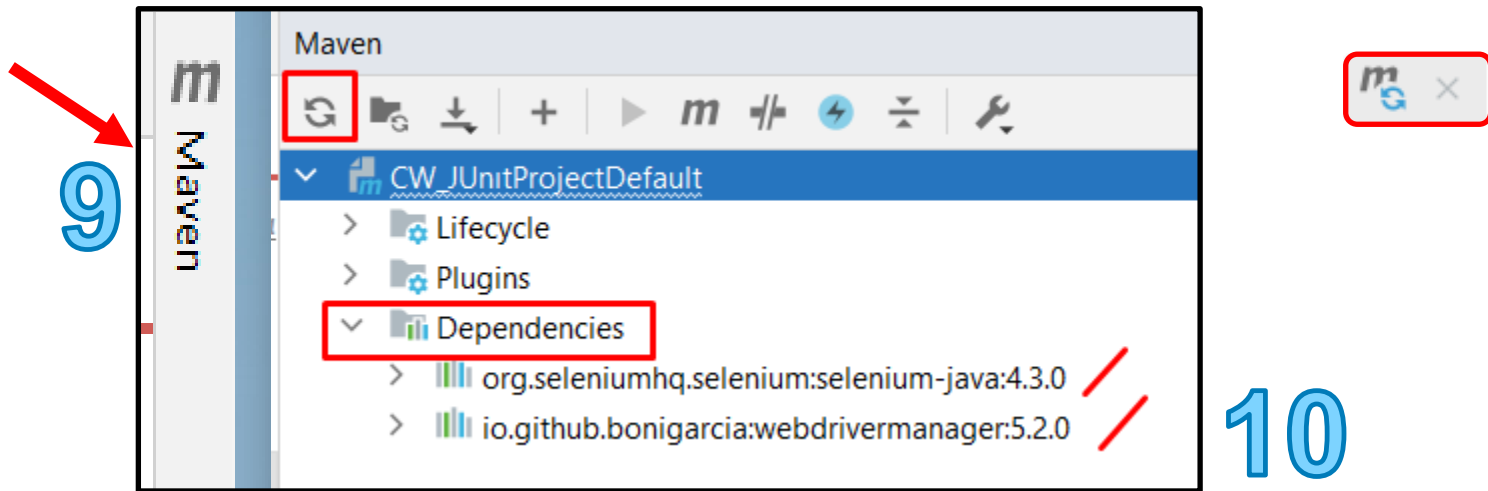 Maven
m
m Maven
9
CW_JUnıtProjectDefault
Lifecycle
Plugins
Dependencies
org.seleniumhq.selenium:selenium-java:4.3.0
io.github.bonigarcia:webdrivermanager:5.2.0
10
m